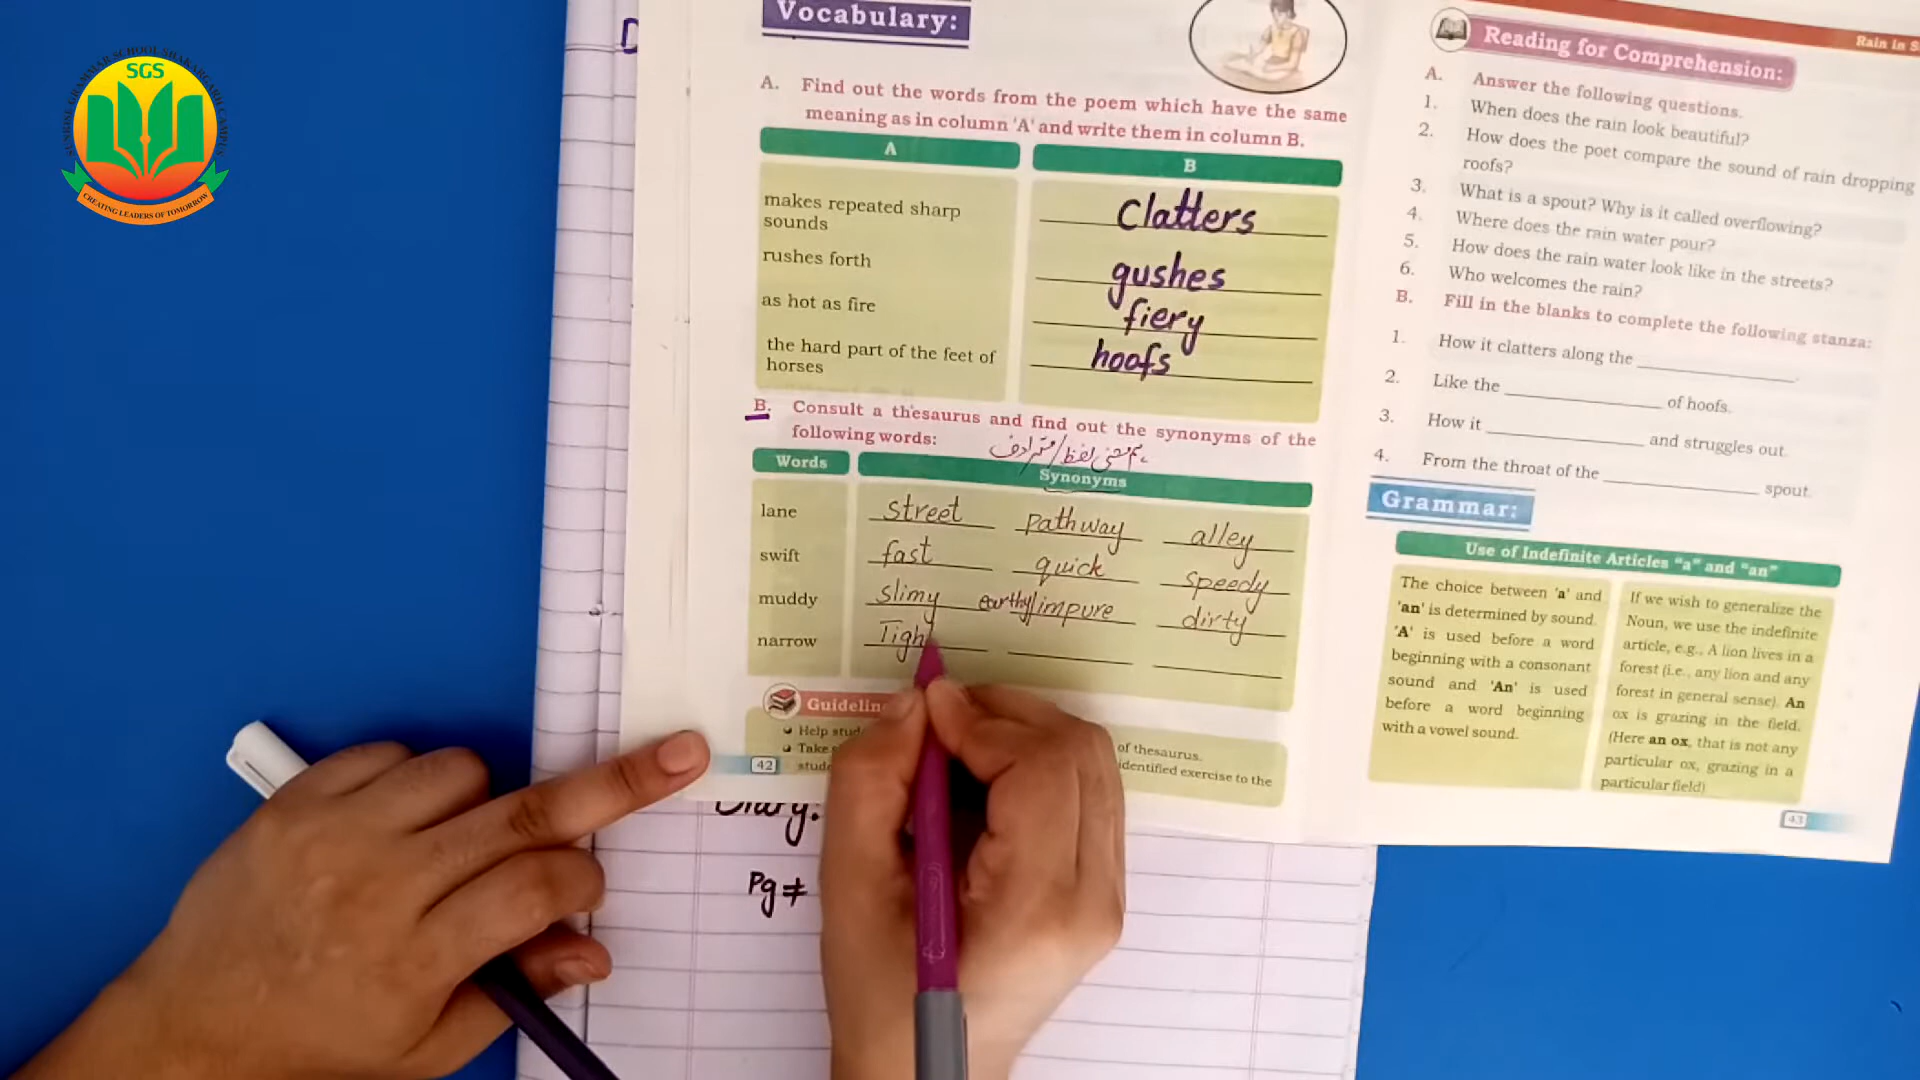 SUNRISE GRAMMAR SCHOOL SHAKARGARH CAMPUS
SGS
CREATING LEADERS OF TOMORROW
Vocabulary:
A. Find out the words from the poem which have the same
meaning as in column 'A' and write them in column B.
A
B
makes repeated sharp
sounds
Clatters
rushes forth
gushes
as hot as fire
fiery
the hard part of the feet of
horses
hoofs
B. Consult a thesaurus and find out the synonyms of the
following words:
ہم معنی لفظ/مترادف
Words
Synonyms
lane street pathway alley
swift fast quick speedy
muddy slimy earthy/impure dirty
narrow Tight
Help
Take
of thesaurus.
identified exercise to the
42
Diary:
Pg #
Rain in S
Reading for Comprehension:
A. Answer the following questions.
1. When does the rain look beautiful?
2. How does the poet compare the sound of rain dropping
roofs?
3. What is a spout? Why is it called overflowing?
4. Where does the rain water pour?
5. How does the rain water look like in the streets?
6. Who welcomes the rain?
B. Fill in the blanks to complete the following stanza:
1. How it clatters along the ____________.
2. Like the ____________ of hoofs.
3. How it ____________ and struggles out.
4. From the throat of the ____________ spout.
Grammar:
Use of Indefinite Articles "a" and "an"
The choice between 'a' and
'an' is determined by sound.
'A' is used before a word
beginning with a consonant
sound and 'An' is used
before a word beginning
with a vowel sound.
If we wish to generalize the
Noun, we use the indefinite
article, e.g., A lion lives in a
forest (i.e., any lion and any
forest in general sense). An
ox is grazing in the field.
(Here an ox, that is not any
particular ox, grazing in a
particular field)
43